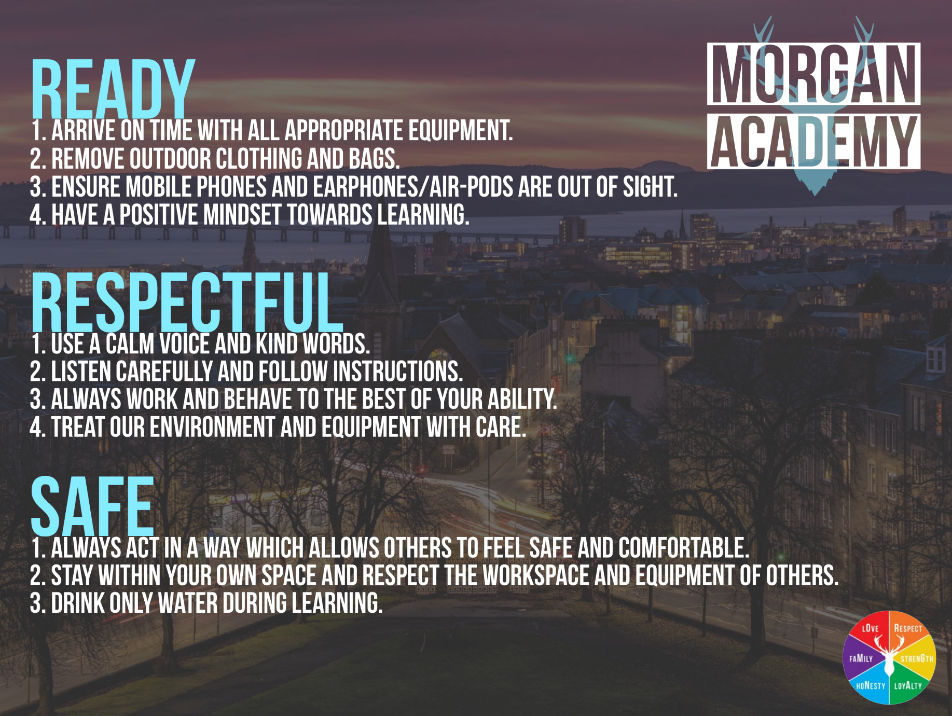 MORGAN
ACADEMY
READY
1. ARRIVE ON TIME WITH ALL APPROPRIATE EQUIPMENT.
2. REMOVE OUTDOOR CLOTHING AND BAGS.
3. ENSURE MOBILE PHONES AND EARPHONES/AIR-PODS ARE OUT OF SIGHT.
4. HAVE A POSITIVE MINDSET TOWARDS LEARNING.
RESPECTFUL
1. USE A CALM VOICE AND KIND WORDS.
2. LISTEN CAREFULLY AND FOLLOW INSTRUCTIONS.
3. ALWAYS WORK AND BEHAVE TO THE BEST OF YOUR ABILITY.
4. TREAT OUR ENVIRONMENT AND EQUIPMENT WITH CARE.
SAFE
1. ALWAYS ACT IN A WAY WHICH ALLOWS OTHERS TO FEEL SAFE AND COMFORTABLE.
2. STAY WITHIN YOUR OWN SPACE AND RESPECT THE WORKSPACE AND EQUIPMENT OF OTHERS.
3. DRINK ONLY WATER DURING LEARNING.
LOVE
RESPECT
FAMILY
STRENGTH
HONESTY
LOYALTY